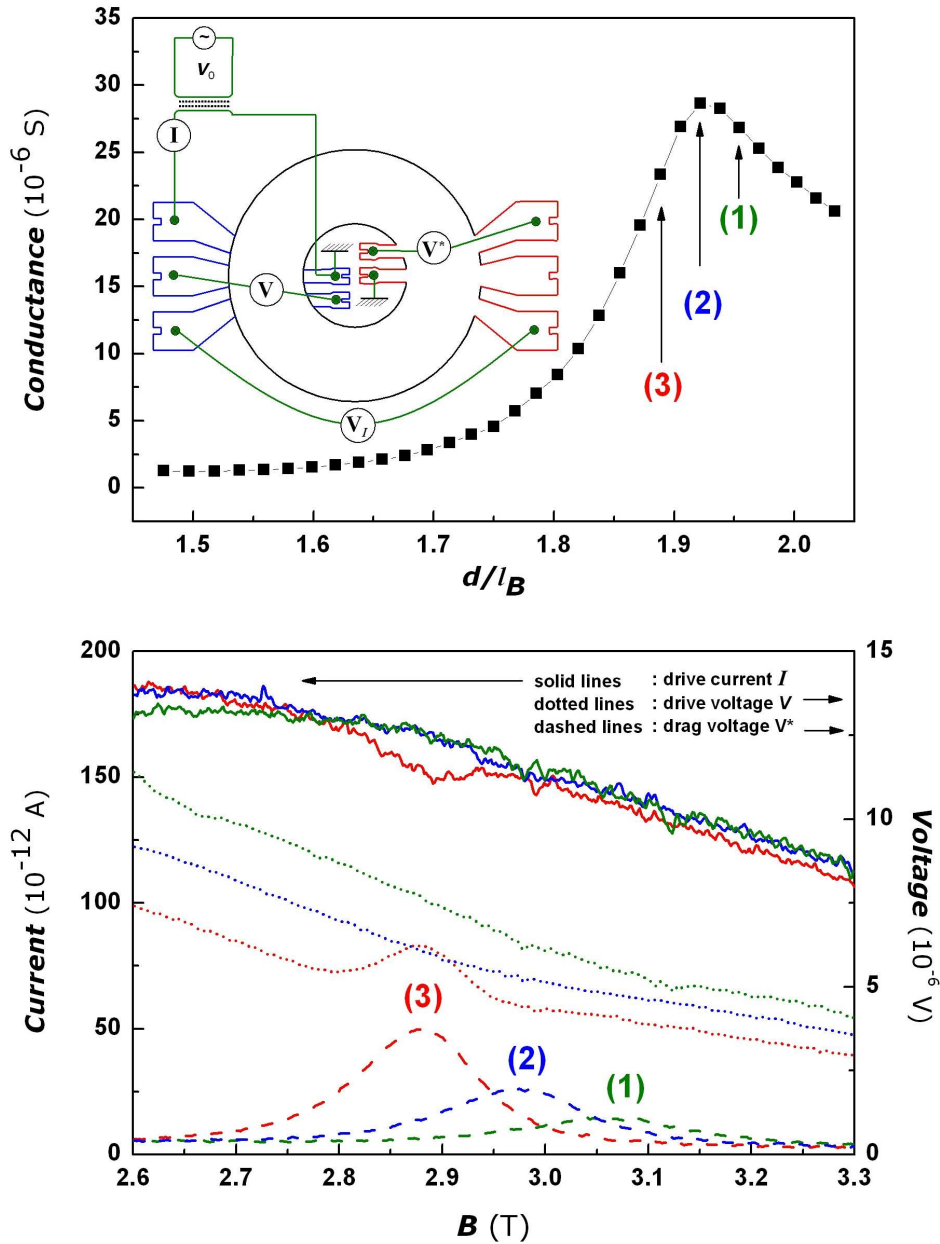 35
30
25
20
15
10
5
0
Conductance (10⁻⁶ S)
~
V₀
I
V
V*
V_I
(1)
(2)
(3)
1.5 1.6 1.7 1.8 1.9 2.0
d/l_B
200
150
100
50
0
Current (10⁻¹² A)
solid lines : drive current I
dotted lines : drive voltage V
dashed lines : drag voltage V*
15
10
5
0
Voltage (10⁻⁶ V)
(3)
(2)
(1)
2.6 2.7 2.8 2.9 3.0 3.1 3.2 3.3
B (T)